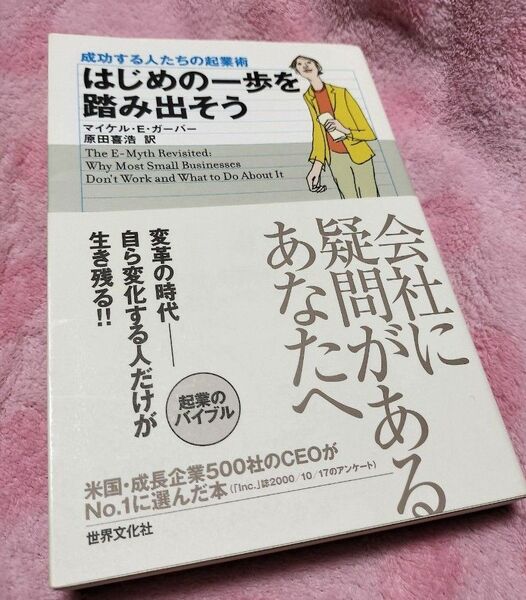 成功する人たちの起業術
はじめの一歩を
踏み出そう
マイケル・E・ガーバー
原田喜浩 訳
The E-Myth Revisited:
Why Most Small Businesses
Don't Work and What to Do About It
会社に
疑問がある
あなたへ
変革の時代――
自ら変化する人だけが
生き残る!!
起業の
バイブル
米国・成長企業500社のCEOが
No.1に選んだ本(「Inc.」誌2000/10/17のアンケート)
世界文化社